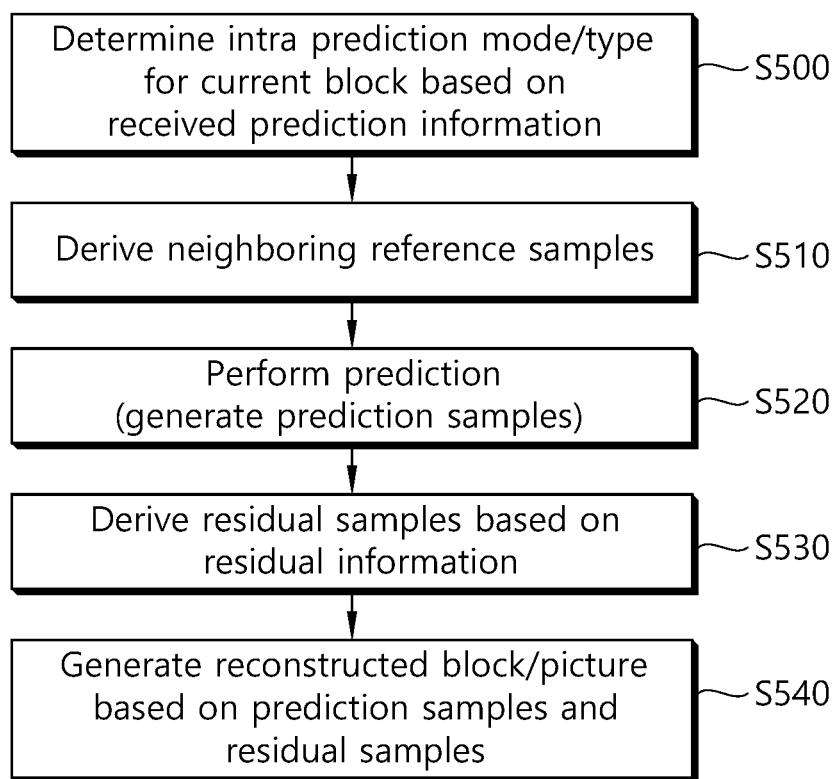 Determine intra prediction mode/type
for current block based on
received prediction information
S500
Derive neighboring reference samples
S510
Perform prediction
(generate prediction samples)
S520
Derive residual samples based on
residual information
S530
Generate reconstructed block/picture
based on prediction samples and
residual samples
S540